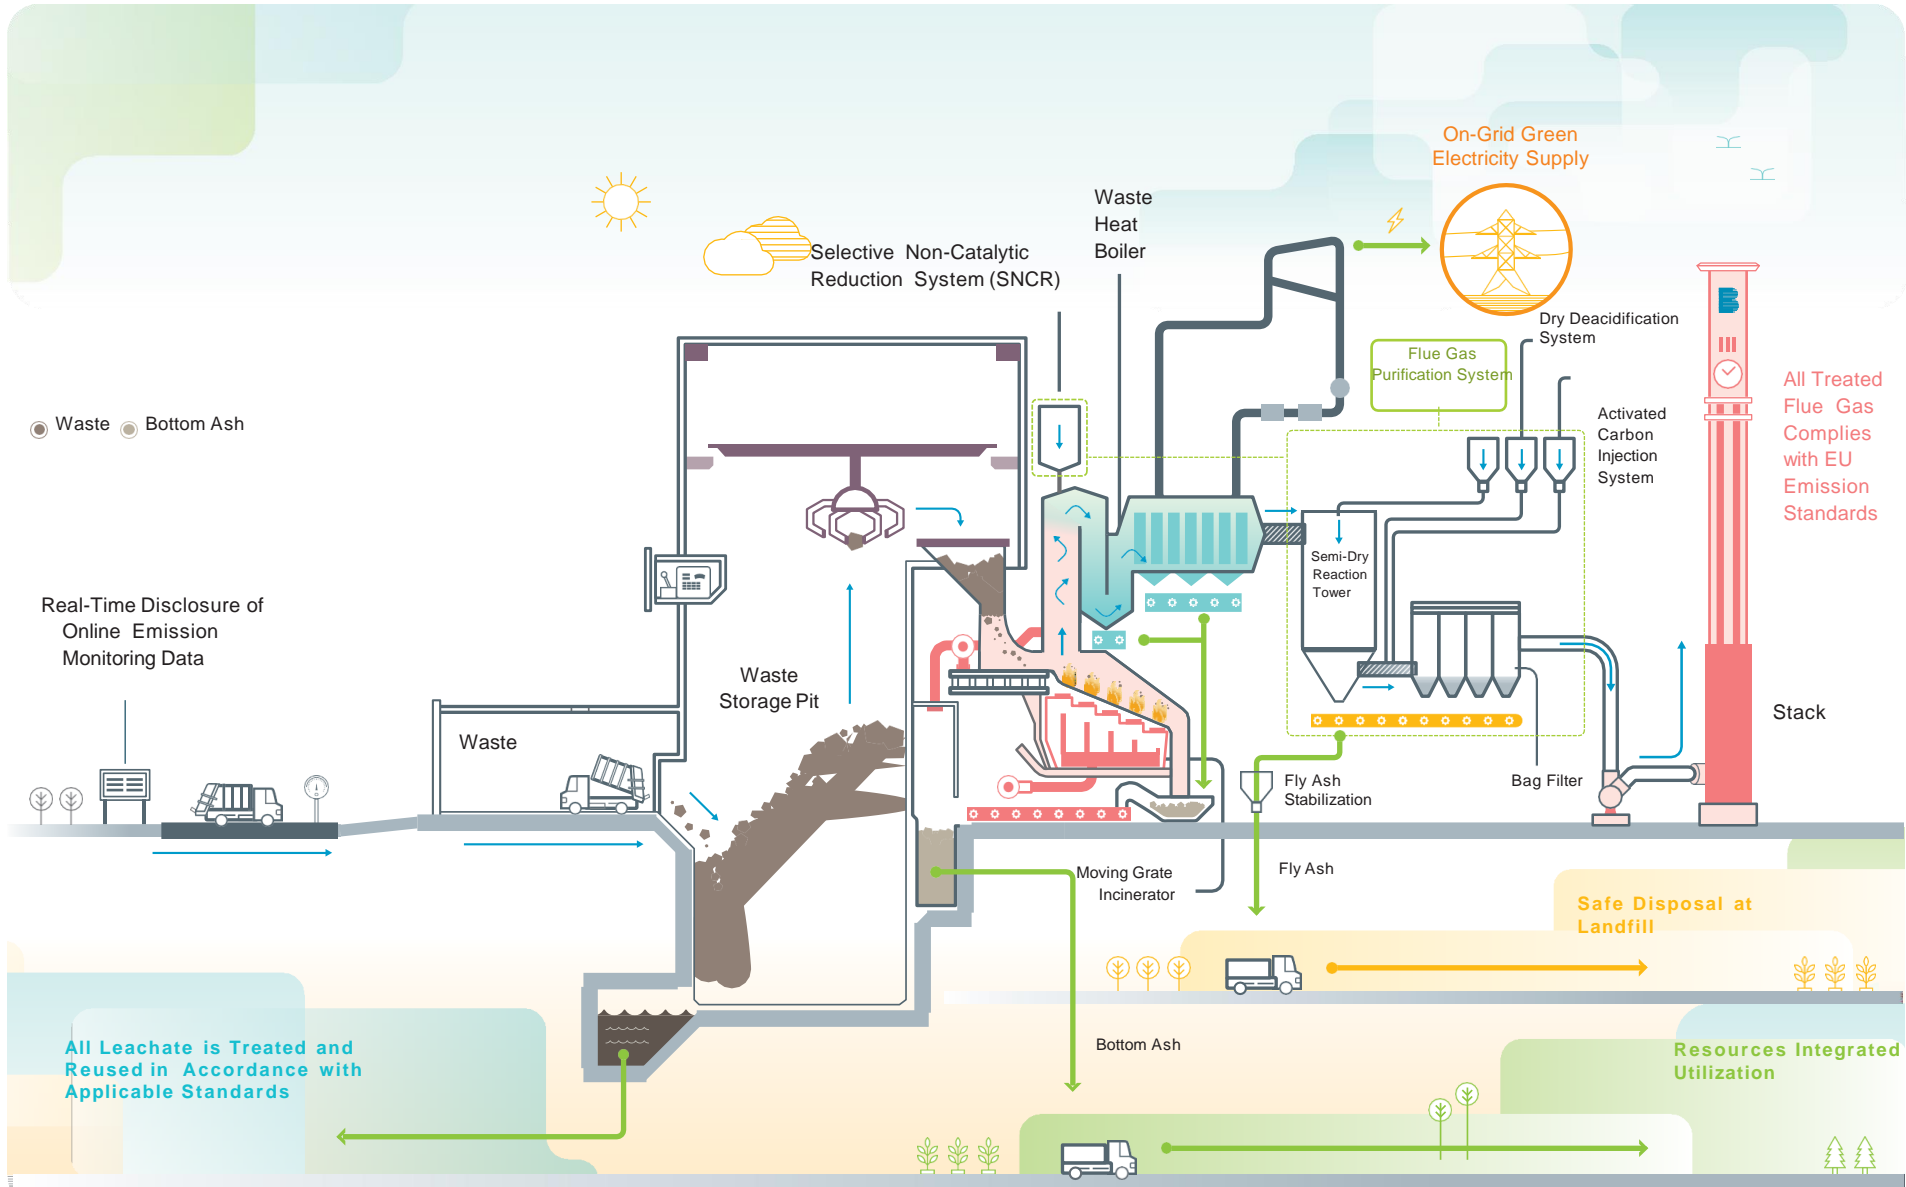 On-Grid Green
Electricity Supply
Waste
Heat
Boiler
Selective Non-Catalytic
Reduction System (SNCR)
Dry Deacidification
System
Flue Gas
Purification System
All Treated
Flue Gas
Complies
with EU
Emission
Standards
Activated
Carbon
Injection
System
Waste
Bottom Ash
Semi-Dry
Reaction
Tower
Real-Time Disclosure of
Online Emission
Monitoring Data
Waste
Storage Pit
Waste
Stack
Fly Ash
Stabilization
Bag Filter
Moving Grate
Incinerator
Fly Ash
Safe Disposal at
Landfill
Bottom Ash
All Leachate is Treated and
Reused in Accordance with
Applicable Standards
Resources Integrated
Utilization